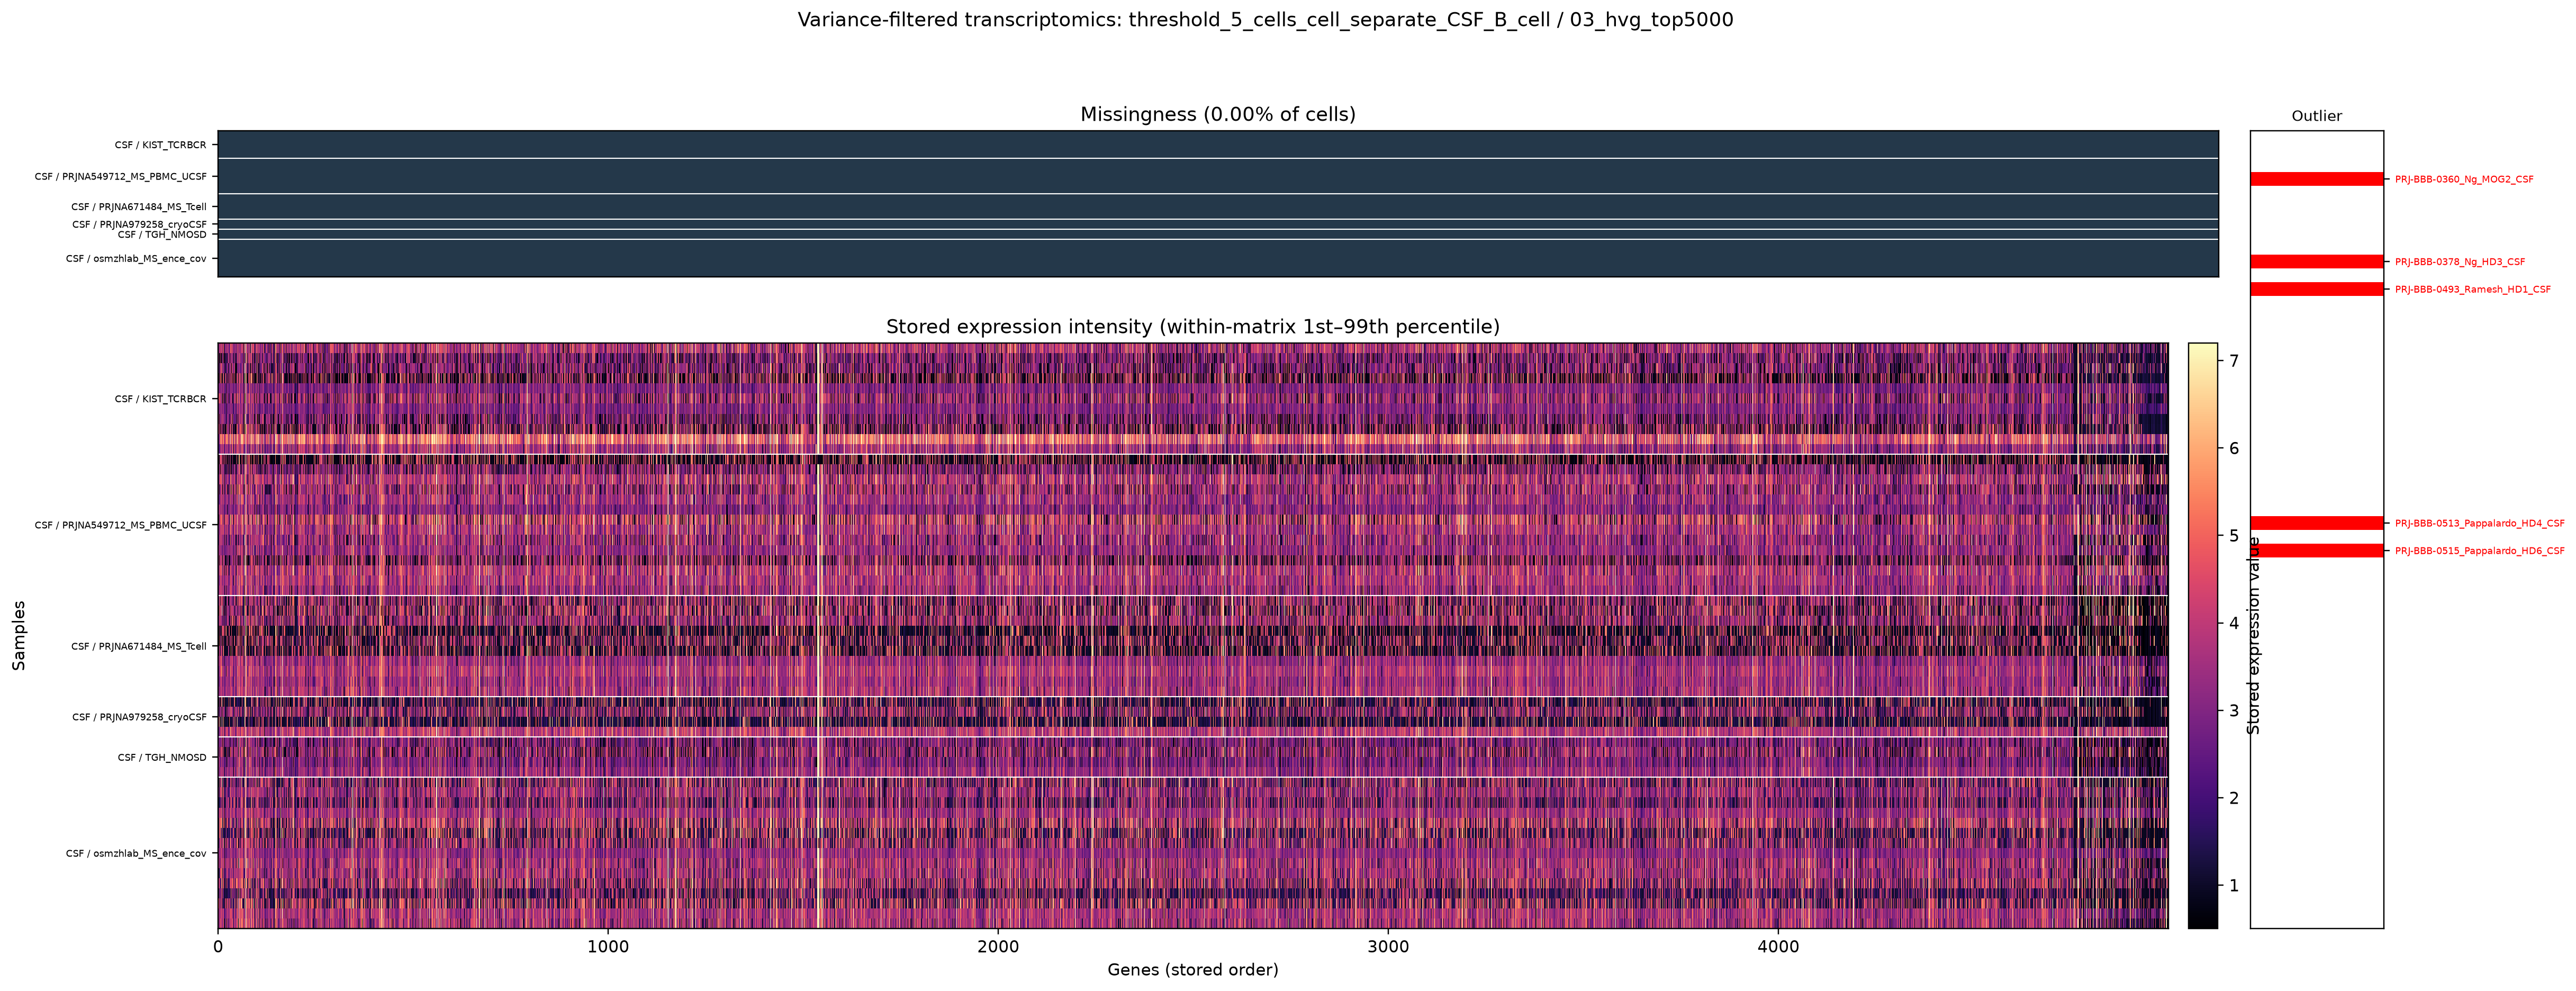 Variance-filtered transcriptomics: threshold_5_cells_cell_separate_CSF_B_cell / 03_hvg_top5000
Missingness (0.00% of cells)
CSF / KIST_TCRBCR
CSF / PRJNA549712_MS_PBMC_UCSF
CSF / PRJNA671484_MS_Tcell
CSF / PRJNA979258_cryoCSF
CSF / TGH_NMOSD
CSF / osmzhlab_MS_ence_cov
Outlier
PRJ-BBB-0360_Ng_MOG2_CSF
PRJ-BBB-0378_Ng_HD3_CSF
PRJ-BBB-0493_Ramesh_HD1_CSF
PRJ-BBB-0513_Pappalardo_HD4_CSF
PRJ-BBB-0515_Pappalardo_HD6_CSF
Stored expression intensity (within-matrix 1st–99th percentile)
Samples
CSF / KIST_TCRBCR
CSF / PRJNA549712_MS_PBMC_UCSF
CSF / PRJNA671484_MS_Tcell
CSF / PRJNA979258_cryoCSF
CSF / TGH_NMOSD
CSF / osmzhlab_MS_ence_cov
0
1000
2000
3000
4000
Genes (stored order)
7
6
5
4
3
2
1
Stored expression value